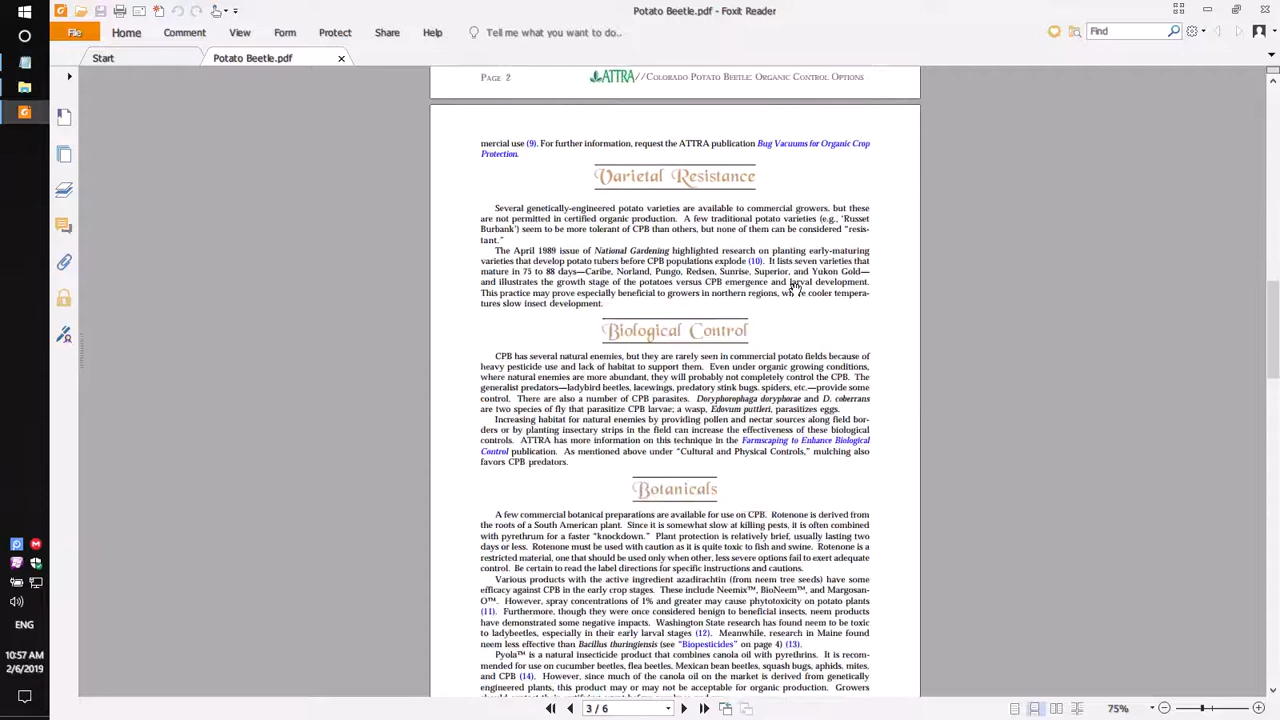 Potato Beetle.pdf - Foxit Reader
File Home Comment View Form Protect Share Help Tell me what you want to do.. Find
Start Potato Beetle.pdf
PAGE 2 ATTRA//COLORADO POTATO BEETLE: ORGANIC CONTROL OPTIONS
mercial use (9). For further information, request the ATTRA publication Bug Vacuums for Organic Crop
Protection.
Varietal Resistance
Several genetically-engineered potato varieties are available to commercial growers, but these
are not permitted in certified organic production. A few traditional potato varieties (e.g., 'Russet
Burbank') seem to be more tolerant of CPB than others, but none of them can be considered "resis-
tant."
The April 1989 issue of National Gardening highlighted research on planting early-maturing
varieties that develop potato tubers before CPB populations explode (10). It lists seven varieties that
mature in 75 to 88 days—Caribe, Norland, Pungo, Redsen, Sunrise, Superior, and Yukon Gold—
and illustrates the growth stage of the potatoes versus CPB emergence and larval development.
This practice may prove especially beneficial to growers in northern regions, where cooler tempera-
tures slow insect development.
Biological Control
CPB has several natural enemies, but they are rarely seen in commercial potato fields because of
heavy pesticide use and lack of habitat to support them. Even under organic growing conditions,
where natural enemies are more abundant, they will probably not completely control the CPB. The
generalist predators—ladybird beetles, lacewings, predatory stink bugs, spiders, etc.—provide some
control. There are also a number of CPB parasites. Doryphorophaga doryphorae and D. coberrans
are two species of fly that parasitize CPB larvae; a wasp, Edovum puttleri, parasitizes eggs.
Increasing habitat for natural enemies by providing pollen and nectar sources along field bor-
ders or by planting insectary strips in the field can increase the effectiveness of these biological
controls. ATTRA has more information on this technique in the Farmscaping to Enhance Biological
Control publication. As mentioned above under "Cultural and Physical Controls," mulching also
favors CPB predators.
Botanicals
A few commercial botanical preparations are available for use on CPB. Rotenone is derived from
the roots of a South American plant. Since it is somewhat slow at killing pests, it is often combined
with pyrethrum for a faster "knockdown." Plant protection is relatively brief, usually lasting two
days or less. Rotenone must be used with caution as it is quite toxic to fish and swine. Rotenone is a
restricted material, one that should be used only when other, less severe options fail to exert adequate
control. Be certain to read the label directions for specific instructions and cautions.
Various products with the active ingredient azadirachtin (from neem tree seeds) have some
efficacy against CPB in the early crop stages. These include Neemix™, BioNeem™, and Margosan-
O™. However, spray concentrations of 1% and greater may cause phytotoxicity on potato plants
(11). Furthermore, though they were once considered benign to beneficial insects, neem products
have demonstrated some negative impacts. Washington State research has found neem to be toxic
to ladybeetles, especially in their early larval stages (12). Meanwhile, research in Maine found
neem less effective than Bacillus thuringiensis (see "Biopesticides" on page 4) (13).
Pyola™ is a natural insecticide product that combines canola oil with pyrethrins. It is recom-
mended for use on cucumber beetles, flea beetles, Mexican bean beetles, squash bugs, aphids, mites,
and CPB (14). However, since much of the canola oil on the market is derived from genetically
engineered plants, this product may or may not be acceptable for organic production. Growers
ENG
10:57 AM
2/6/2019
3 / 6
75%